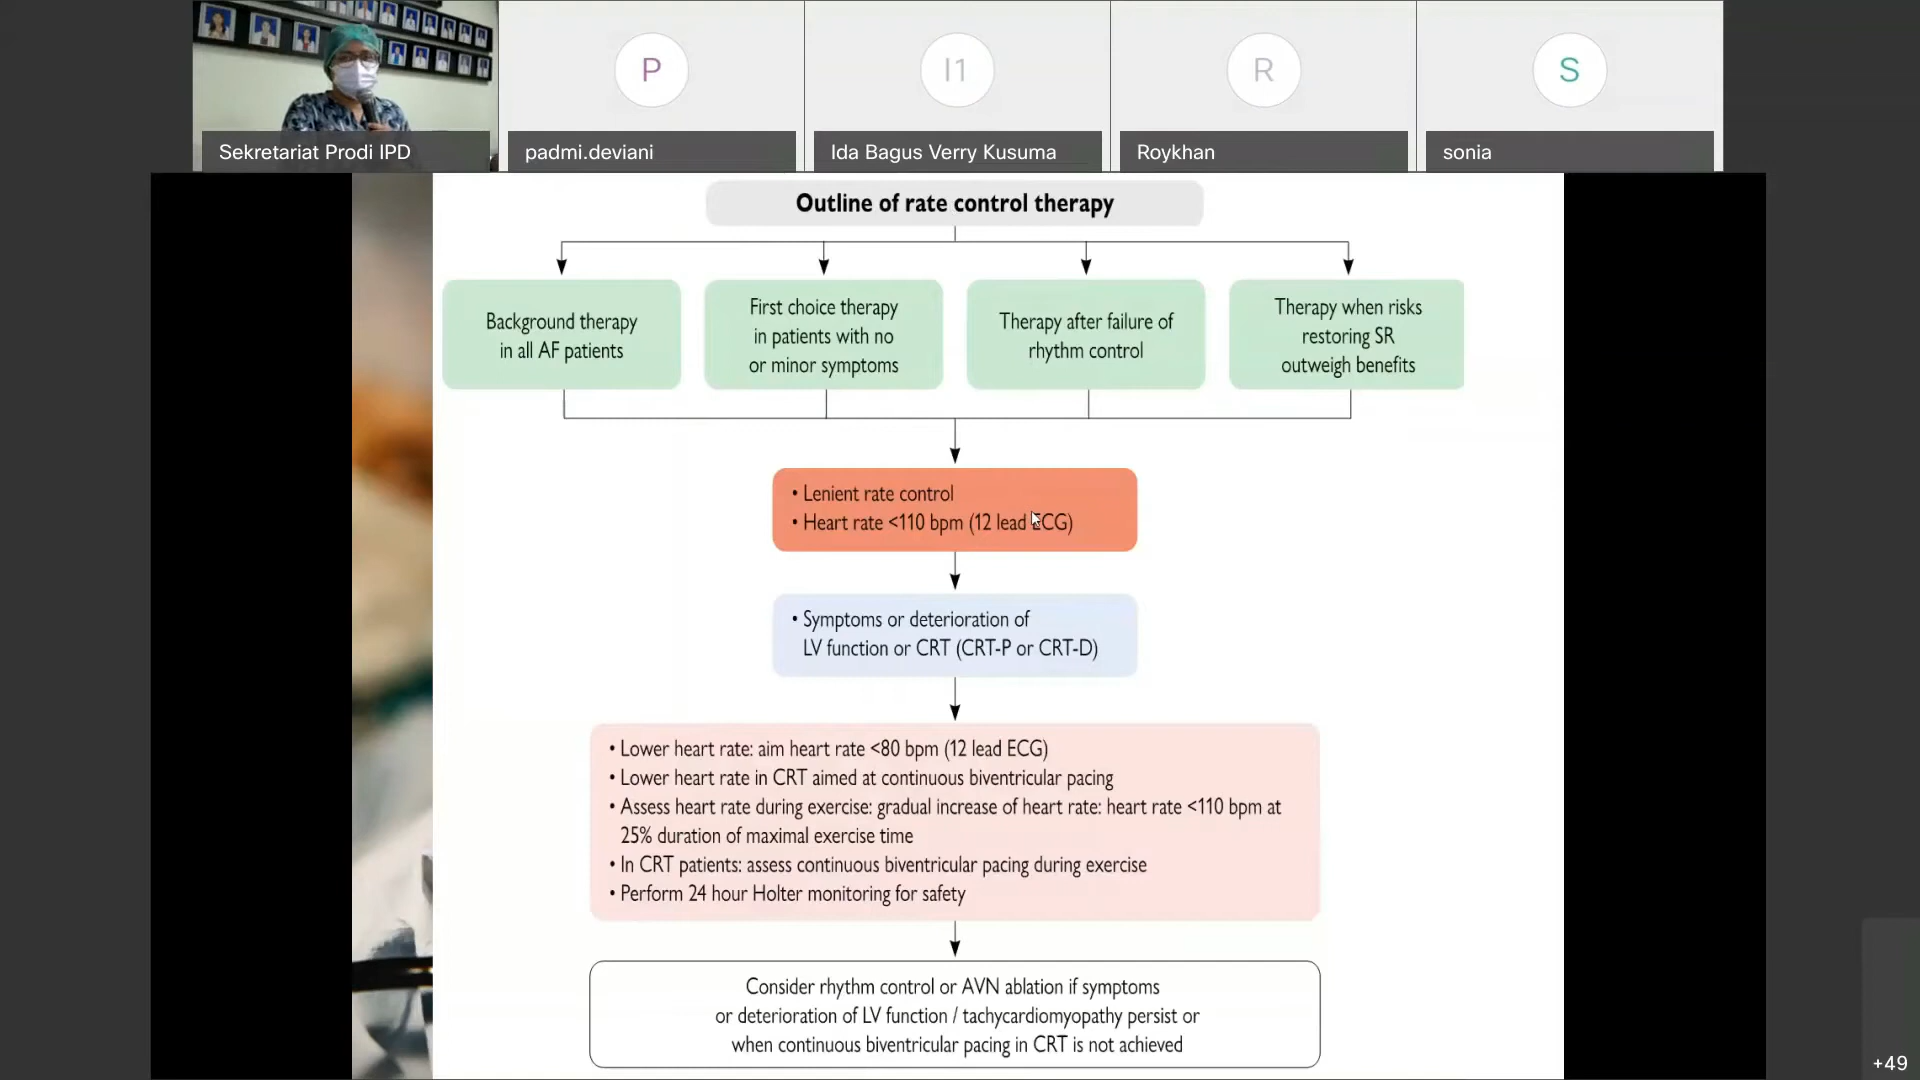 P
I1
R
S
Sekretariat Prodi IPD
padmi.deviani
Ida Bagus Verry Kusuma
Roykhan
sonia
Outline of rate control therapy
Background therapy
in all AF patients
First choice therapy
in patients with no
or minor symptoms
Therapy after failure of
rhythm control
Therapy when risks
restoring SR
outweigh benefits
• Lenient rate control
• Heart rate <110 bpm (12 lead ECG)
• Symptoms or deterioration of
LV function or CRT (CRT-P or CRT-D)
• Lower heart rate: aim heart rate <80 bpm (12 lead ECG)
• Lower heart rate in CRT aimed at continuous biventricular pacing
• Assess heart rate during exercise: gradual increase of heart rate: heart rate <110 bpm at
25% duration of maximal exercise time
• In CRT patients: assess continuous biventricular pacing during exercise
• Perform 24 hour Holter monitoring for safety
Consider rhythm control or AVN ablation if symptoms
or deterioration of LV function / tachycardiomyopathy persist or
when continuous biventricular pacing in CRT is not achieved
+49